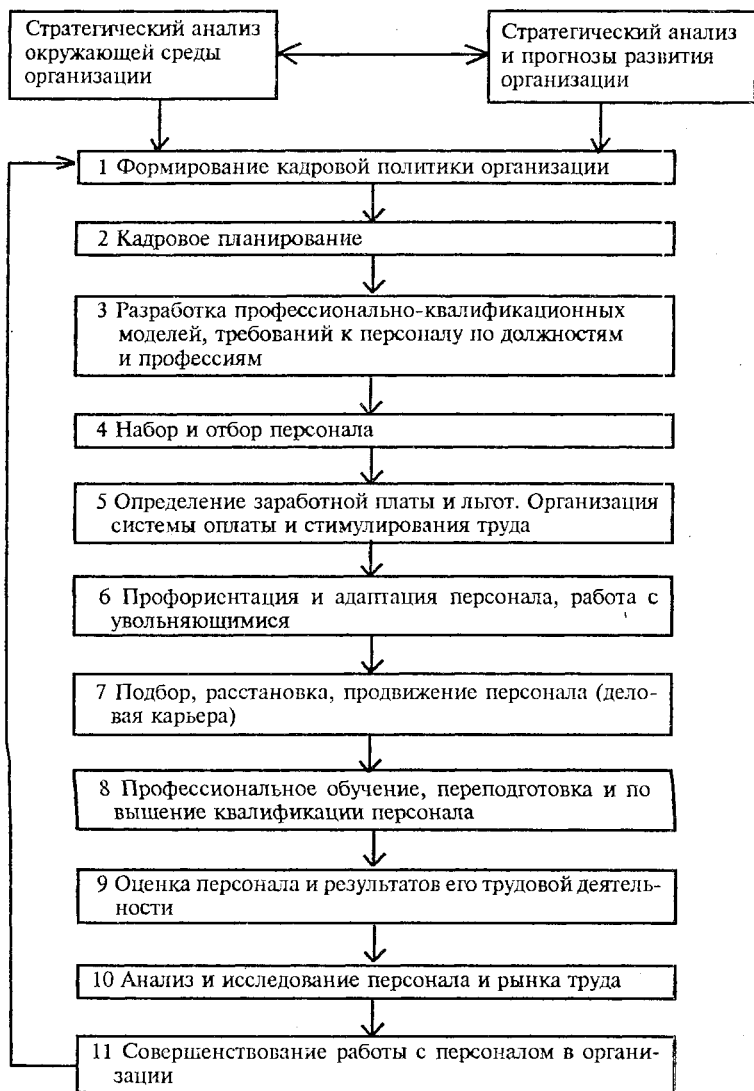 Стратегический анализ
окружающей среды
организации
Стратегический анализ
и прогнозы развития
организации
1 Формирование кадровой политики организации
2 Кадровое планирование
3 Разработка профессионально-квалификационных
моделей, требований к персоналу по должностям
и профессиям
4 Набор и отбор персонала
5 Определение заработной платы и льгот. Организация
системы оплаты и стимулирования труда
6 Профориентация и адаптация персонала, работа с
увольняющимися
7 Подбор, расстановка, продвижение персонала (дело-
вая карьера)
8 Профессиональное обучение, переподготовка и по
вышение квалификации персонала
9 Оценка персонала и результатов его трудовой деятель-
ности
10 Анализ и исследование персонала и рынка труда
11 Совершенствование работы с персоналом в органи-
зации